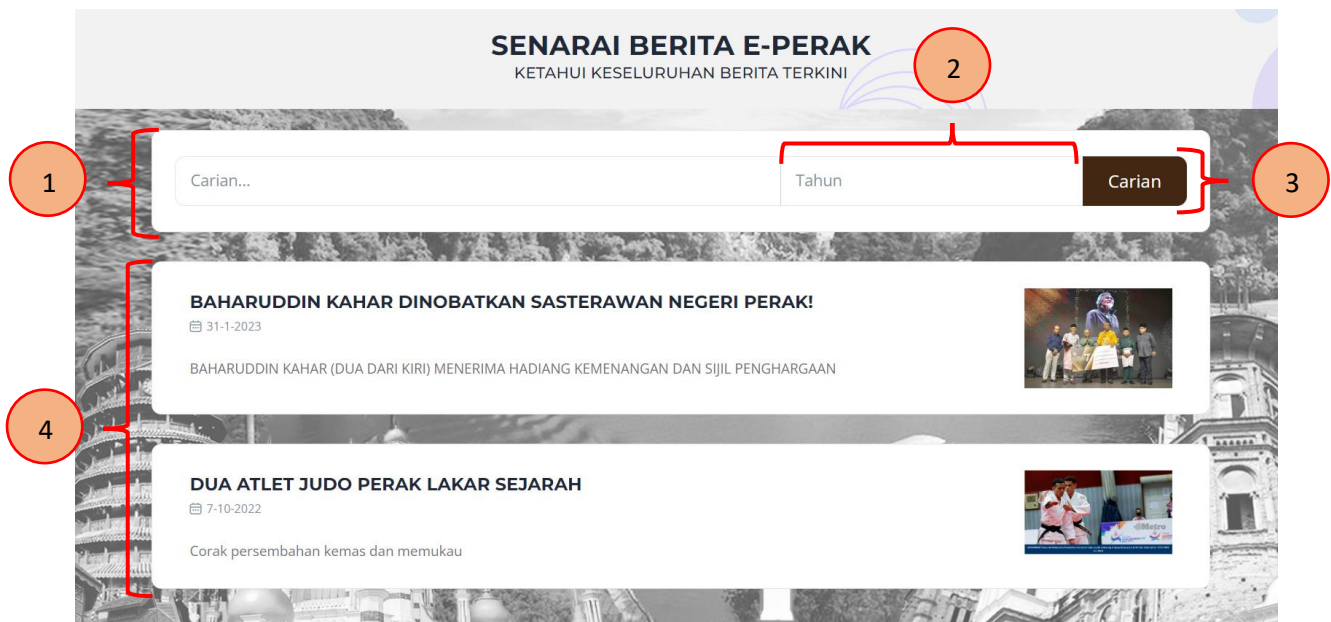 SENARAI BERITA E-PERAK
KETAHUI KESELURUHAN BERITA TERKINI
2
1
Carian...
Tahun
Carian
3
BAHARUDDIN KAHAR DINOBATKAN SASTERAWAN NEGERI PERAK!
31-1-2023
BAHARUDDIN KAHAR (DUA DARI KIRI) MENERIMA HADIANG KEMENANGAN DAN SIJIL PENGHARGAAN
4
DUA ATLET JUDO PERAK LAKAR SEJARAH
7-10-2022
Corak persembahan kemas dan memukau
@Metro